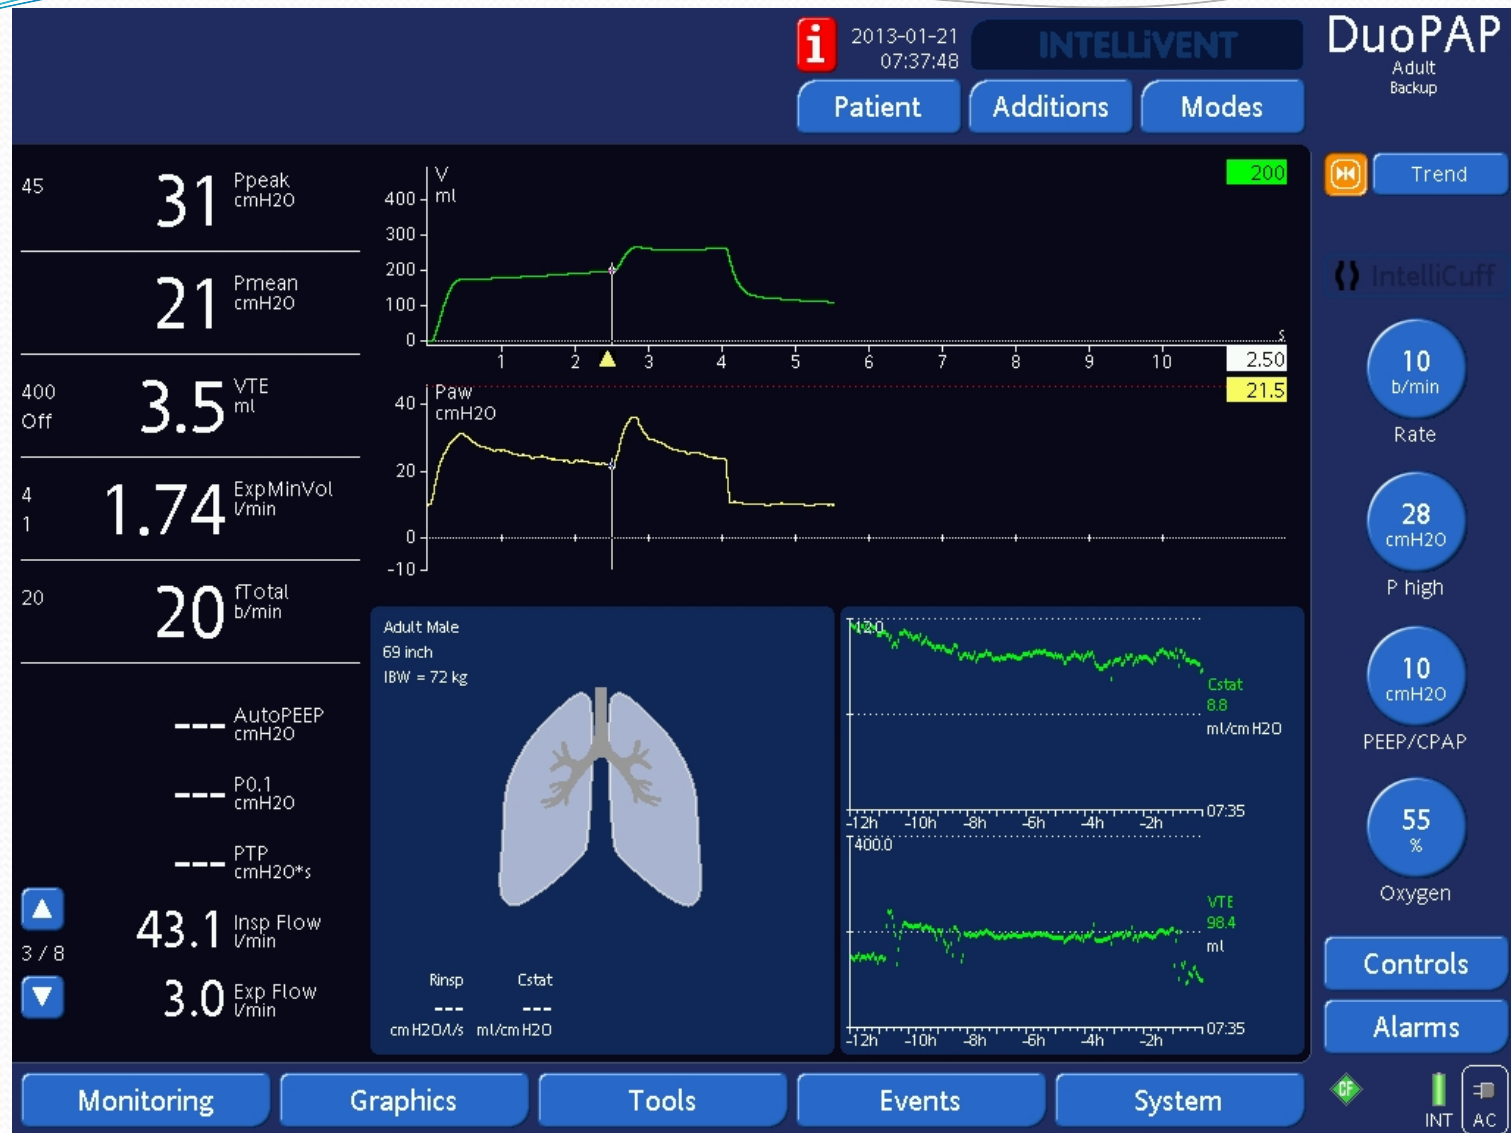 i
2013-01-21
07:37:48
INTELLiVENT
DuoPAP
Adult
Backup
Patient
Additions
Modes
45
31
Ppeak
cmH2O
21
Pmean
cmH2O
400
Off
3.5
VTE
ml
4
1
1.74
ExpMinVol
l/min
20
20
fTotal
b/min
---
AutoPEEP
cmH2O
---
P0.1
cmH2O
---
PTP
cmH2O*s
3 / 8
43.1
Insp Flow
l/min
3.0
Exp Flow
l/min
V
ml
400
300
200
100
0
200
1 2 3 4 5 6 7 8 9 10
s
2.50
21.5
Paw
cmH2O
40
20
0
-10
Adult Male
69 inch
IBW = 72 kg
Rinsp Cstat
--- ---
cmH2O/l/s ml/cmH2O
12.0
Cstat
8.8
ml/cmH2O
-12h -10h -8h -6h -4h -2h 07:35
400.0
VTE
98.4
ml
-12h -10h -8h -6h -4h -2h 07:35
Trend
IntelliCuff
10
b/min
Rate
28
cmH2O
P high
10
cmH2O
PEEP/CPAP
55
%
Oxygen
Controls
Alarms
Monitoring
Graphics
Tools
Events
System
CF
INT
AC